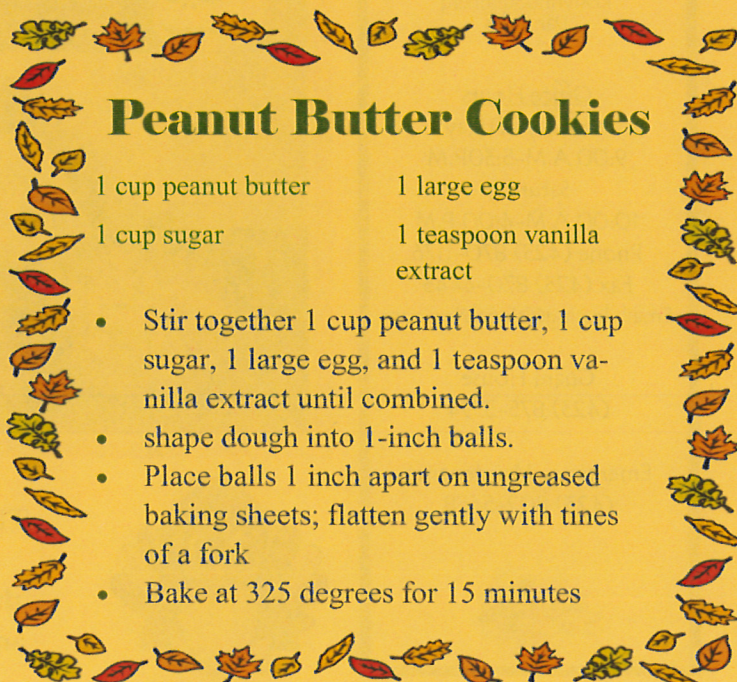 Peanut Butter Cookies
1 cup peanut butter
1 large egg
1 cup sugar
1 teaspoon vanilla
extract
• Stir together 1 cup peanut butter, 1 cup
sugar, 1 large egg, and 1 teaspoon va-
nilla extract until combined.
• shape dough into 1-inch balls.
• Place balls 1 inch apart on ungreased
baking sheets; flatten gently with tines
of a fork
• Bake at 325 degrees for 15 minutes